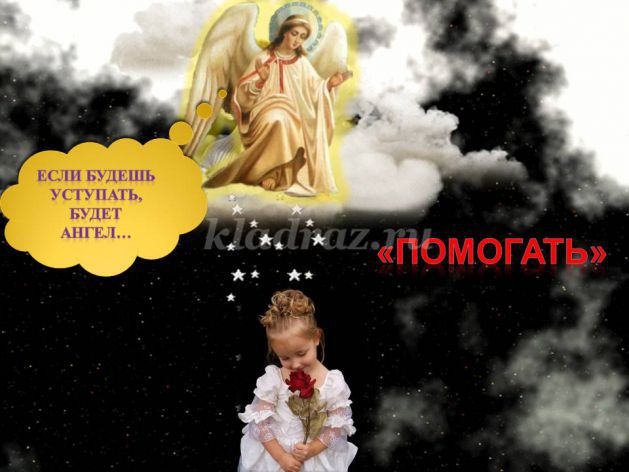 ЕСЛИ БУДЕШЬ
УСТУПАТЬ,
БУДЕТ
АНГЕЛ...
kladraz.ru
«ПОМОГАТЬ»